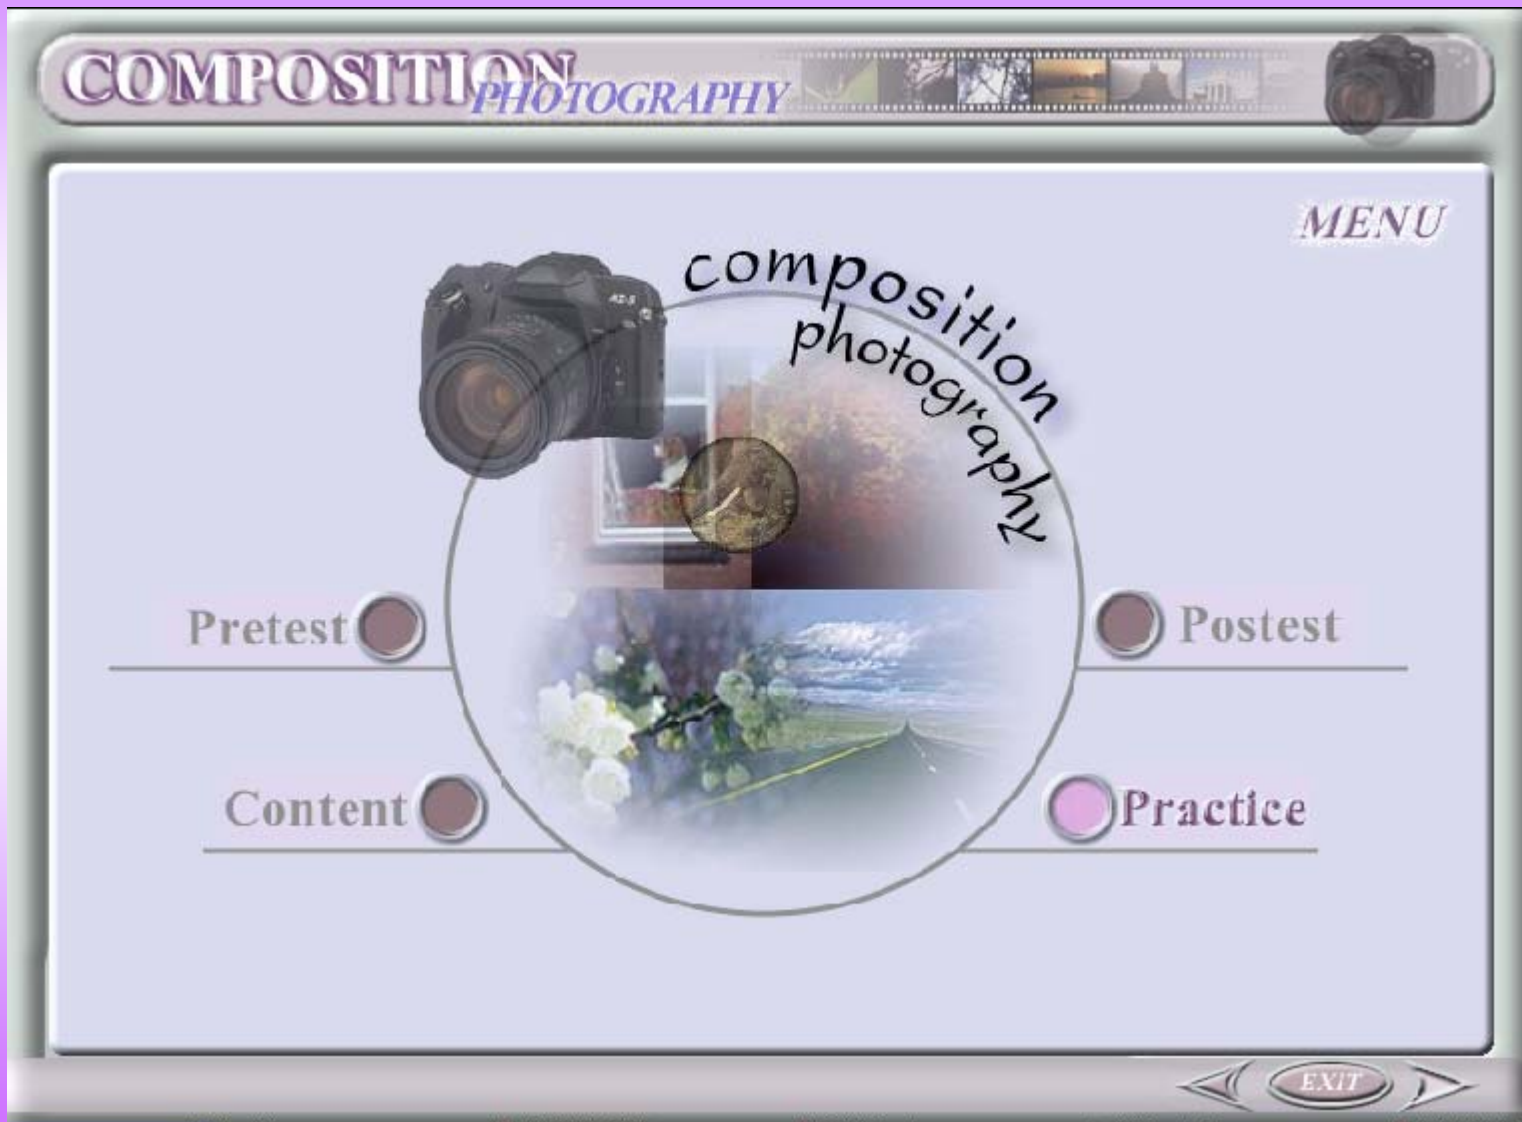 COMPOSITION
PHOTOGRAPHY
MENU
composition
photography
Pretest
Postest
Content
Practice
EXiT